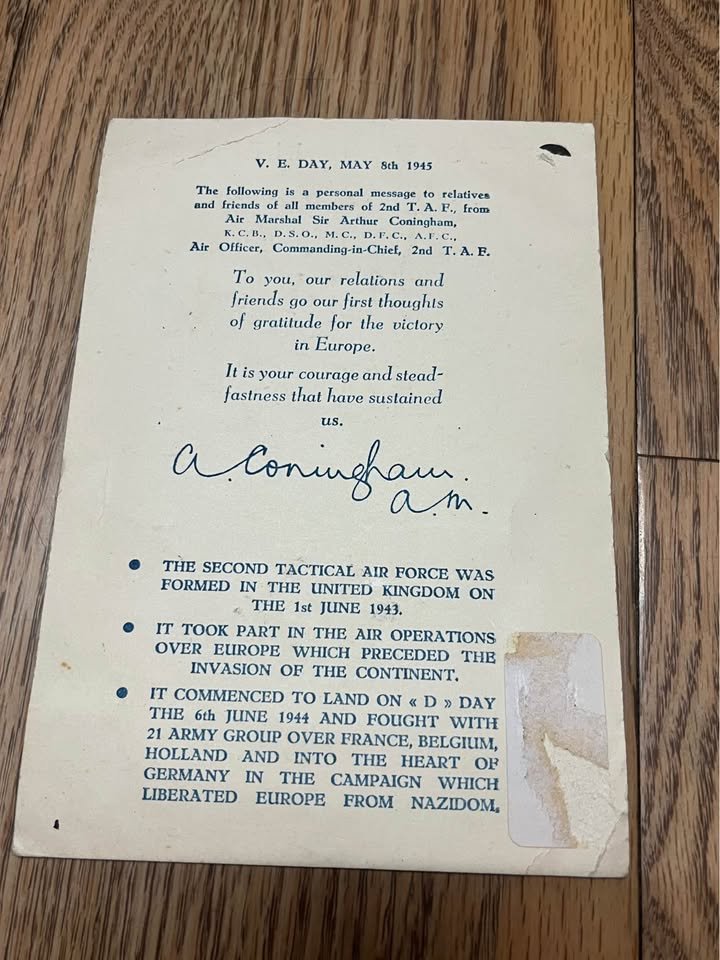 V. E. DAY, MAY 8th 1945
The following is a personal message to relatives
and friends of all members of 2nd T. A. F., from
Air Marshal Sir Arthur Coningham,
K. C. B., D. S. O., M. C., D. F. C., A. F. C.,
Air Officer, Commanding-in-Chief, 2nd T. A. F.
To you, our relations and
friends go our first thoughts
of gratitude for the victory
in Europe.
It is your courage and stead-
fastness that have sustained
us.
A. Coningham.
a.m.
● THE SECOND TACTICAL AIR FORCE WAS
FORMED IN THE UNITED KINGDOM ON
THE 1st JUNE 1943.
● IT TOOK PART IN THE AIR OPERATIONS
OVER EUROPE WHICH PRECEDED THE
INVASION OF THE CONTINENT.
● IT COMMENCED TO LAND ON « D » DAY
THE 6th JUNE 1944 AND FOUGHT WITH
21 ARMY GROUP OVER FRANCE, BELGIUM,
HOLLAND AND INTO THE HEART OF
GERMANY IN THE CAMPAIGN WHICH
LIBERATED EUROPE FROM NAZIDOM.